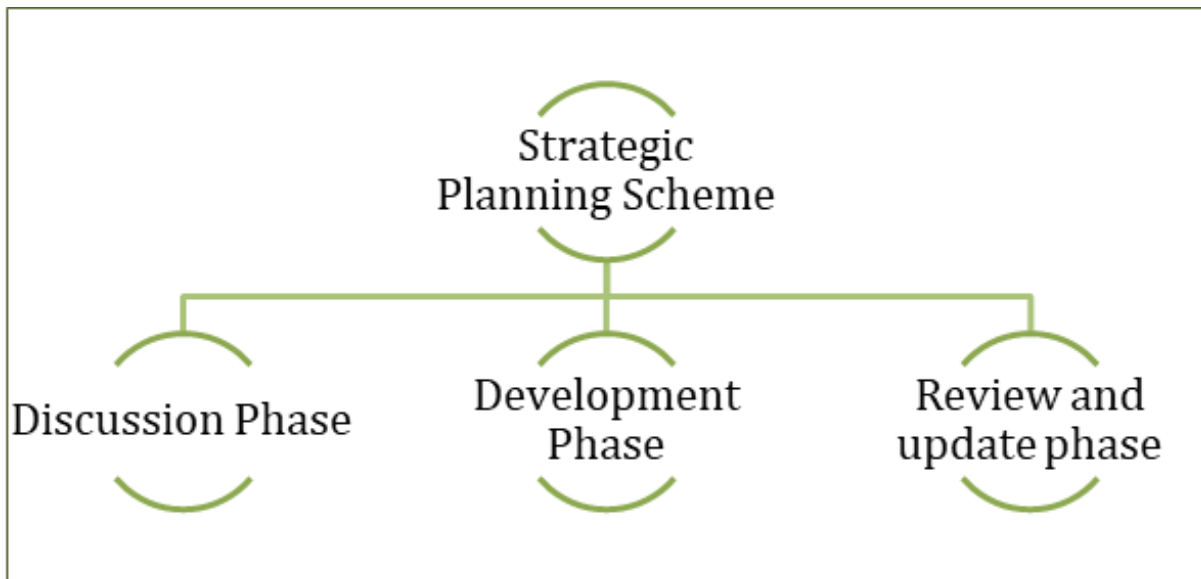 Strategic
Planning Scheme
Discussion Phase
Development
Phase
Review and
update phase